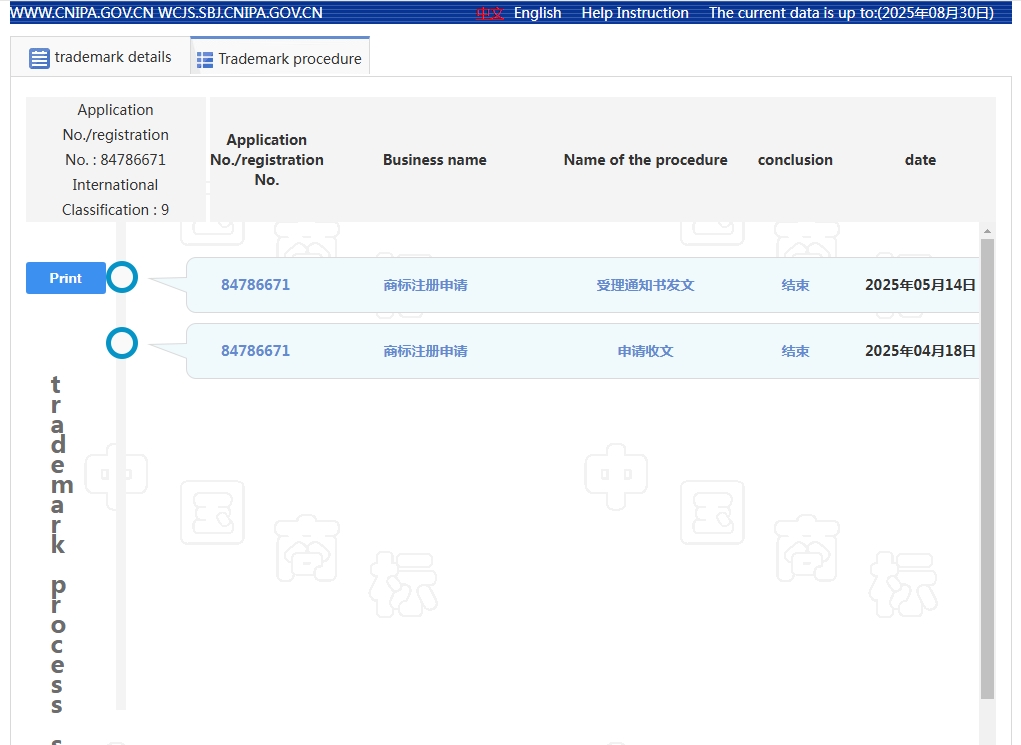 WWW.CNIPA.GOV.CN WCJS.SBJ.CNIPA.GOV.CN 中文 English Help Instruction The current data is up to:(2025年08月30日)
trademark details Trademark procedure
Application
No./registration
No. : 84786671
International
Classification : 9
Application
No./registration
No.
Business name
Name of the procedure
conclusion
date
Print
84786671 商标注册申请 受理通知书发文 结束 2025年05月14日
84786671 商标注册申请 申请收文 结束 2025年04月18日
trademark process s
中 国 商 标
中 国 商 标